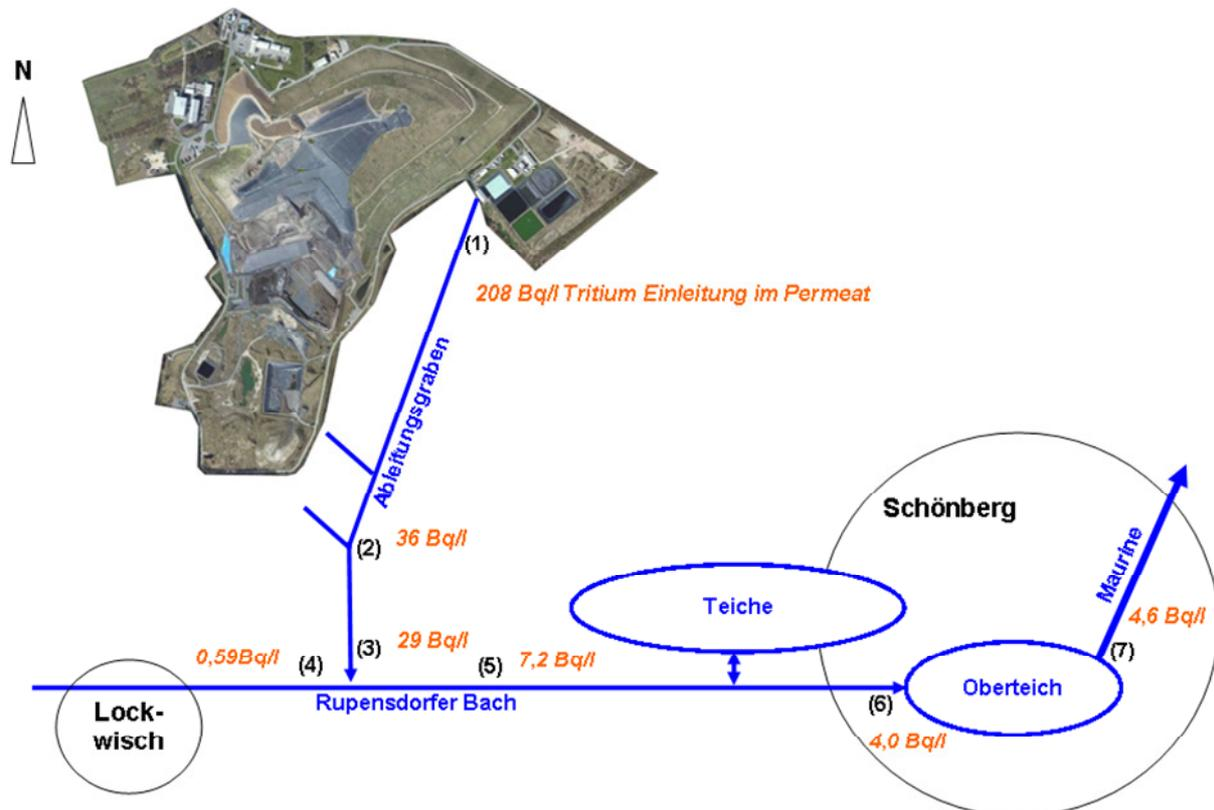 N
(1)
208 Bq/l Tritium Einleitung im Permeat
Ableitungsgraben
(2)
36 Bq/l
Schönberg
Maurine
Teiche
4,6 Bq/l
(7)
0,59Bq/l
(4)
(3)
29 Bq/l
(5)
7,2 Bq/l
Rupensdorfer Bach
Oberteich
(6)
4,0 Bq/l
Lock-
wisch